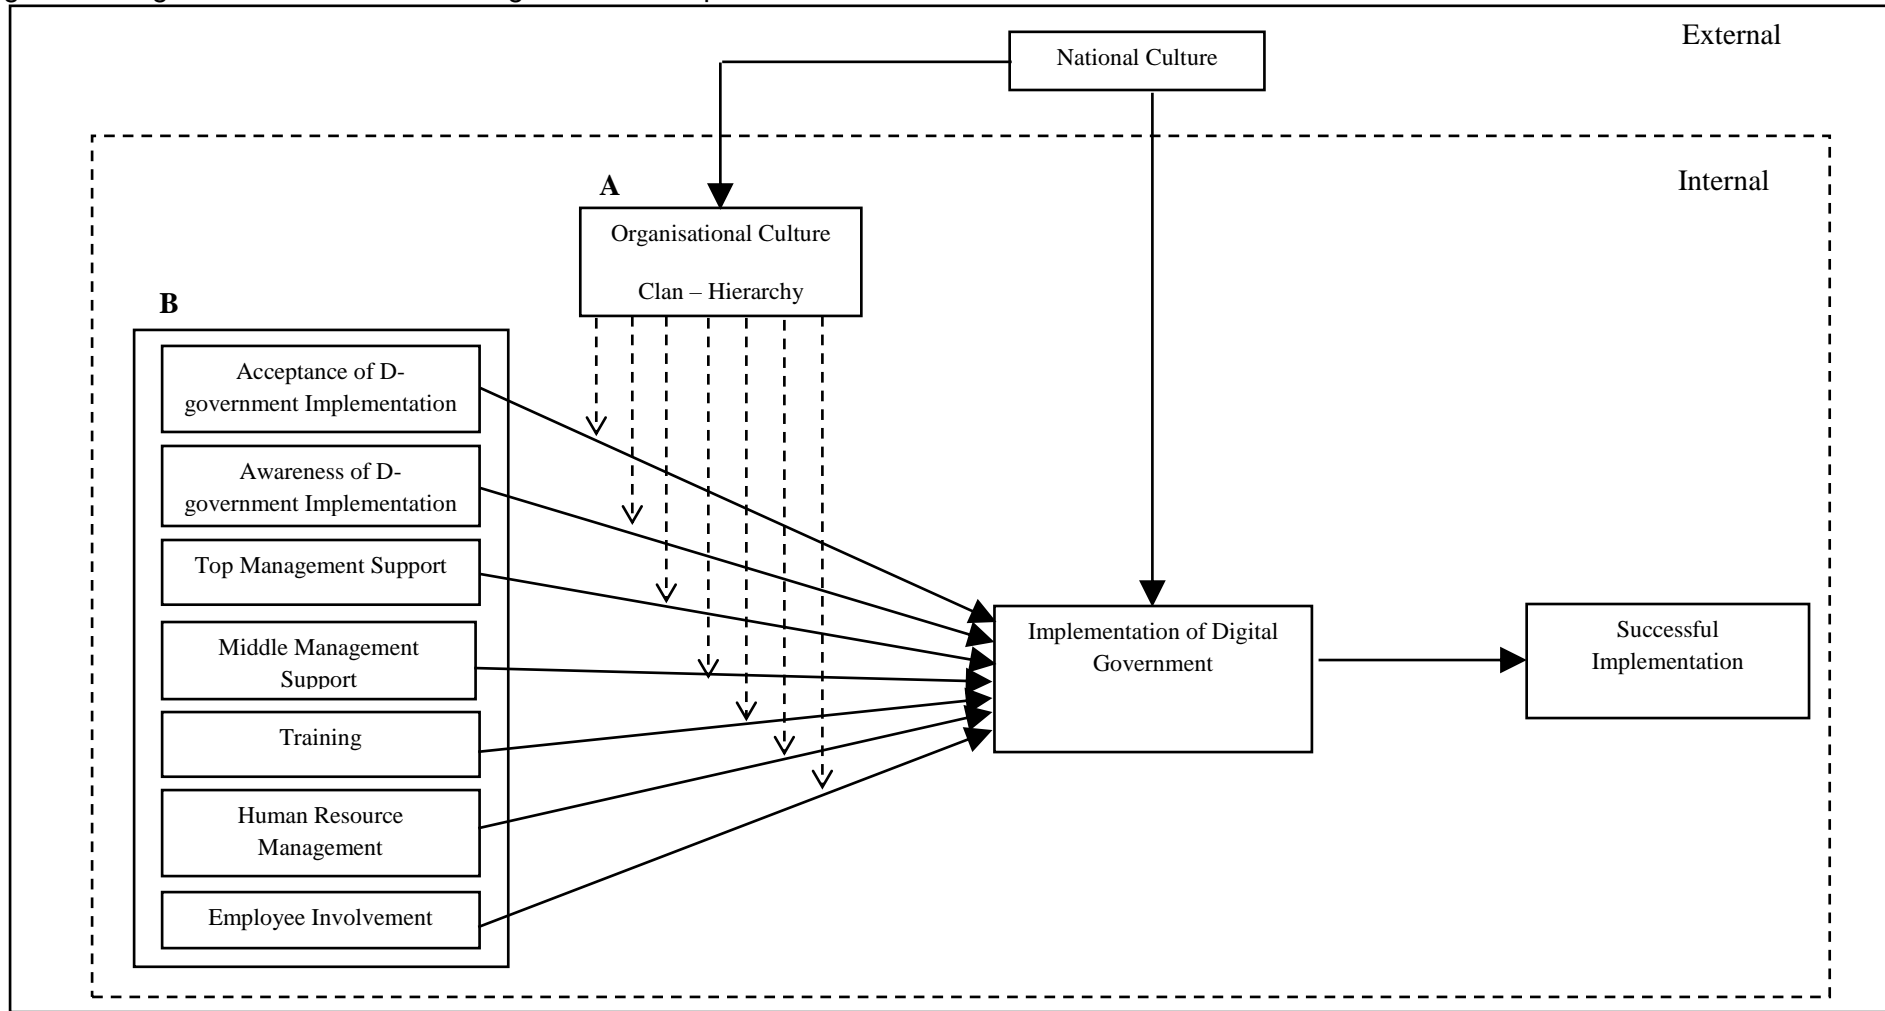 External
National Culture
Internal
A
Organisational Culture
Clan – Hierarchy
B
Acceptance of D-
government Implementation
Awareness of D-
government Implementation
Top Management Support
Middle Management
Support
Training
Human Resource
Management
Employee Involvement
Implementation of Digital
Government
Successful
Implementation